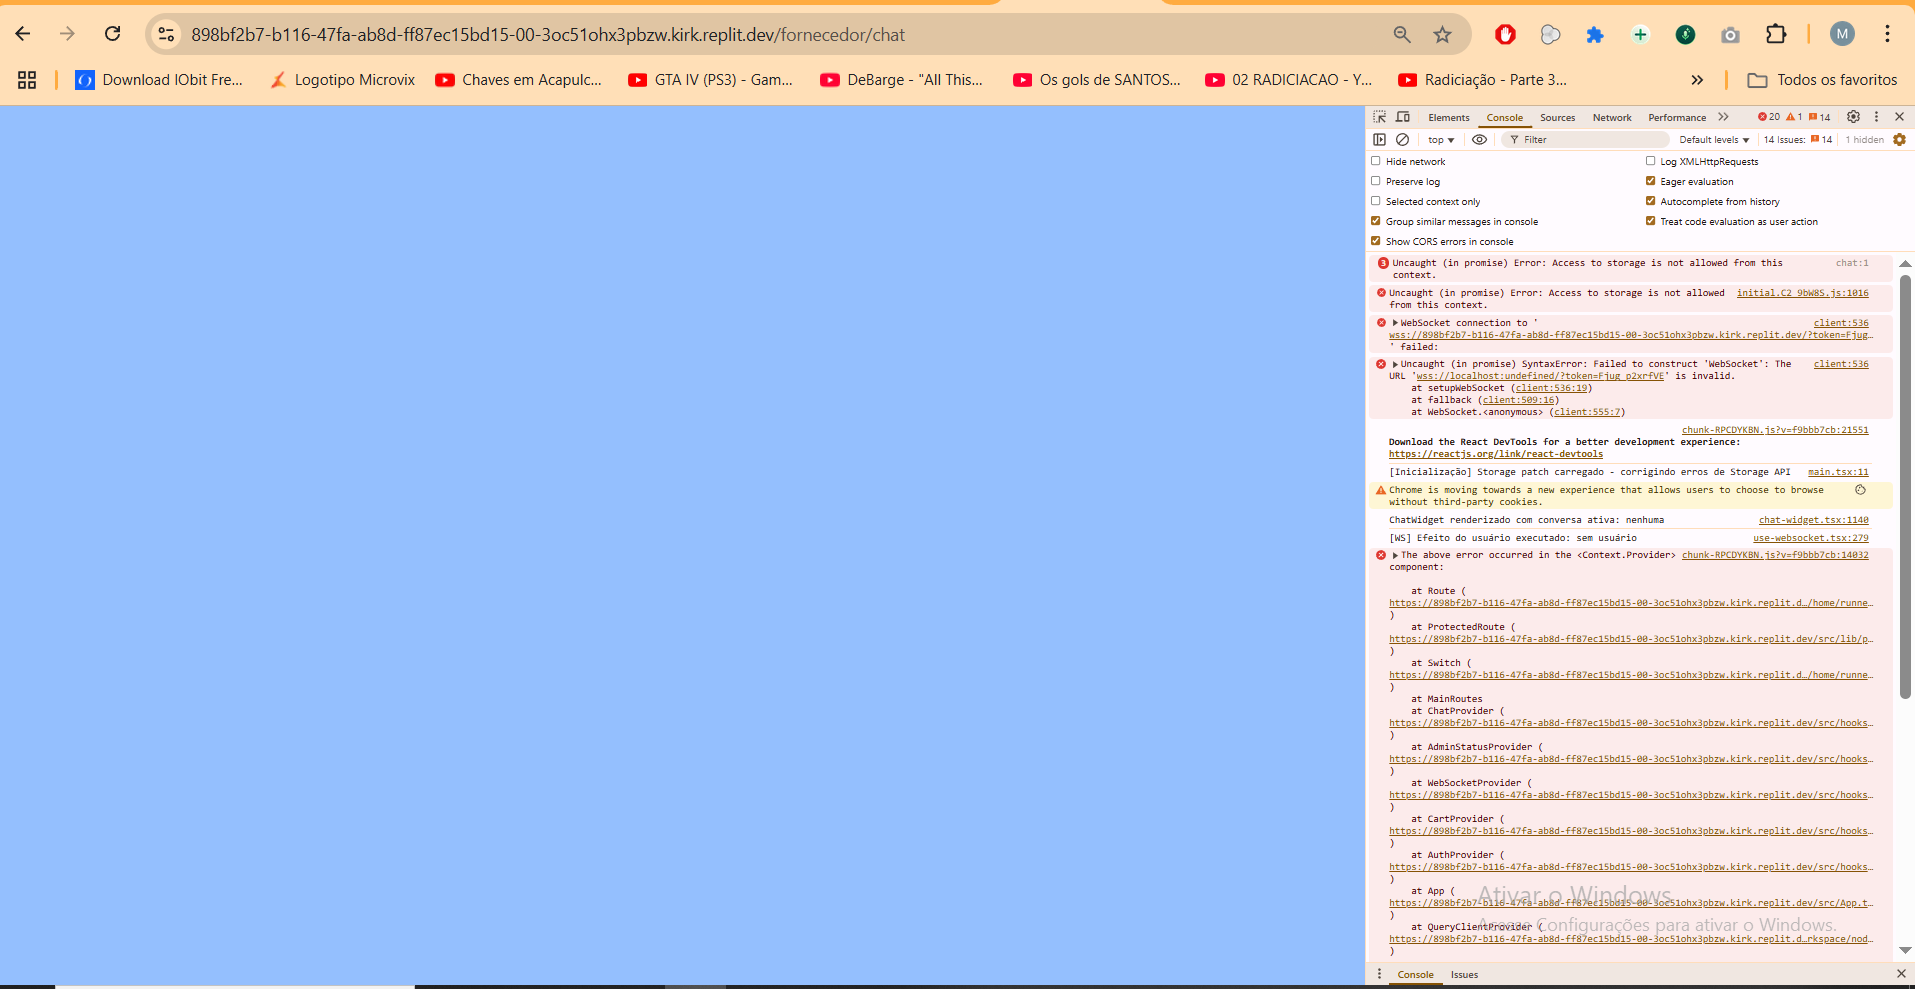 898bf2b7-b116-47fa-ab8d-ff87ec15bd15-00-3oc51ohx3pbzw.kirk.replit.dev/fornecedor/chat
M
Download IObit Fre...
Logotipo Microvix
Chaves em Acapulc...
GTA IV (PS3) - Gam...
DeBarge - "All This...
Os gols de SANTOS...
02 RADICIACAO - Y...
Radiciação - Parte 3...
Todos os favoritos
Elements Console Sources Network Performance 20 1 14
top Filter Default levels 14 Issues: 14 1 hidden
Hide network Log XMLHttpRequests
Preserve log Eager evaluation
Selected context only Autocomplete from history
Group similar messages in console Treat code evaluation as user action
Show CORS errors in console
3 Uncaught (in promise) Error: Access to storage is not allowed from this chat:1
context.
Uncaught (in promise) Error: Access to storage is not allowed initial.C2_9bW8S.js:1016
from this context.
WebSocket connection to ' client:536
wss://898bf2b7-b116-47fa-ab8d-ff87ec15bd15-00-3oc51ohx3pbzw.kirk.replit.dev/?token=Fjug…
' failed:
Uncaught (in promise) SyntaxError: Failed to construct 'WebSocket': The client:536
URL 'wss://localhost:undefined/?token=Fjug_p2xrfVE' is invalid.
at setupWebSocket (client:536:19)
at fallback (client:509:16)
at WebSocket.<anonymous> (client:555:7)
chunk-RPCDYKBN.js?v=f9bbb7cb:21551
Download the React DevTools for a better development experience:
https://reactjs.org/link/react-devtools
[Inicialização] Storage patch carregado - corrigindo erros de Storage API main.tsx:11
Chrome is moving towards a new experience that allows users to choose to browse
without third-party cookies.
ChatWidget renderizado com conversa ativa: nenhuma chat-widget.tsx:1140
[WS] Efeito do usuário executado: sem usuário use-websocket.tsx:279
The above error occurred in the <Context.Provider> chunk-RPCDYKBN.js?v=f9bbb7cb:14032
component:
at Route (
https://898bf2b7-b116-47fa-ab8d-ff87ec15bd15-00-3oc51ohx3pbzw.kirk.replit.d…/home/runne…
)
at ProtectedRoute (
https://898bf2b7-b116-47fa-ab8d-ff87ec15bd15-00-3oc51ohx3pbzw.kirk.replit.dev/src/lib/p…
)
at Switch (
https://898bf2b7-b116-47fa-ab8d-ff87ec15bd15-00-3oc51ohx3pbzw.kirk.replit.d…/home/runne…
)
at MainRoutes
at ChatProvider (
https://898bf2b7-b116-47fa-ab8d-ff87ec15bd15-00-3oc51ohx3pbzw.kirk.replit.dev/src/hooks…
)
at AdminStatusProvider (
https://898bf2b7-b116-47fa-ab8d-ff87ec15bd15-00-3oc51ohx3pbzw.kirk.replit.dev/src/hooks…
)
at WebSocketProvider (
https://898bf2b7-b116-47fa-ab8d-ff87ec15bd15-00-3oc51ohx3pbzw.kirk.replit.dev/src/hooks…
)
at CartProvider (
https://898bf2b7-b116-47fa-ab8d-ff87ec15bd15-00-3oc51ohx3pbzw.kirk.replit.dev/src/hooks…
)
at AuthProvider (
https://898bf2b7-b116-47fa-ab8d-ff87ec15bd15-00-3oc51ohx3pbzw.kirk.replit.dev/src/hooks…
)
at App (
https://898bf2b7-b116-47fa-ab8d-ff87ec15bd15-00-3oc51ohx3pbzw.kirk.replit.dev/src/App.t…
)
at QueryClientProvider (
https://898bf2b7-b116-47fa-ab8d-ff87ec15bd15-00-3oc51ohx3pbzw.kirk.replit.d…rkspace/nod…
)
Ativar o Windows
Acesse Configurações para ativar o Windows.
Console Issues